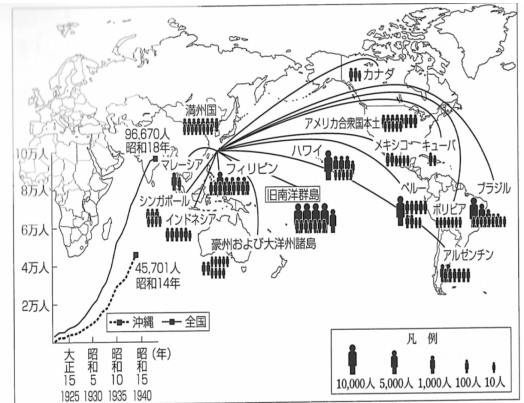 カナダ
満州国
アメリカ合衆国本土
96,670人
昭和18年
メキシコ
キューバ
ハワイ
マレーシア
フィリピン
10万人
8万人
6万人
4万人
2万人
ペルー
ブラジル
シンガポール
旧南洋群島
ボリビア
インドネシア
豪州および大洋州諸島
アルゼンチン
45,701人
昭和14年
沖縄
全国
大正15
昭和5
昭和10
昭和15
(年)
1925
1930
1935
1940
凡例
10,000人
5,000人
1,000人
100人
10人